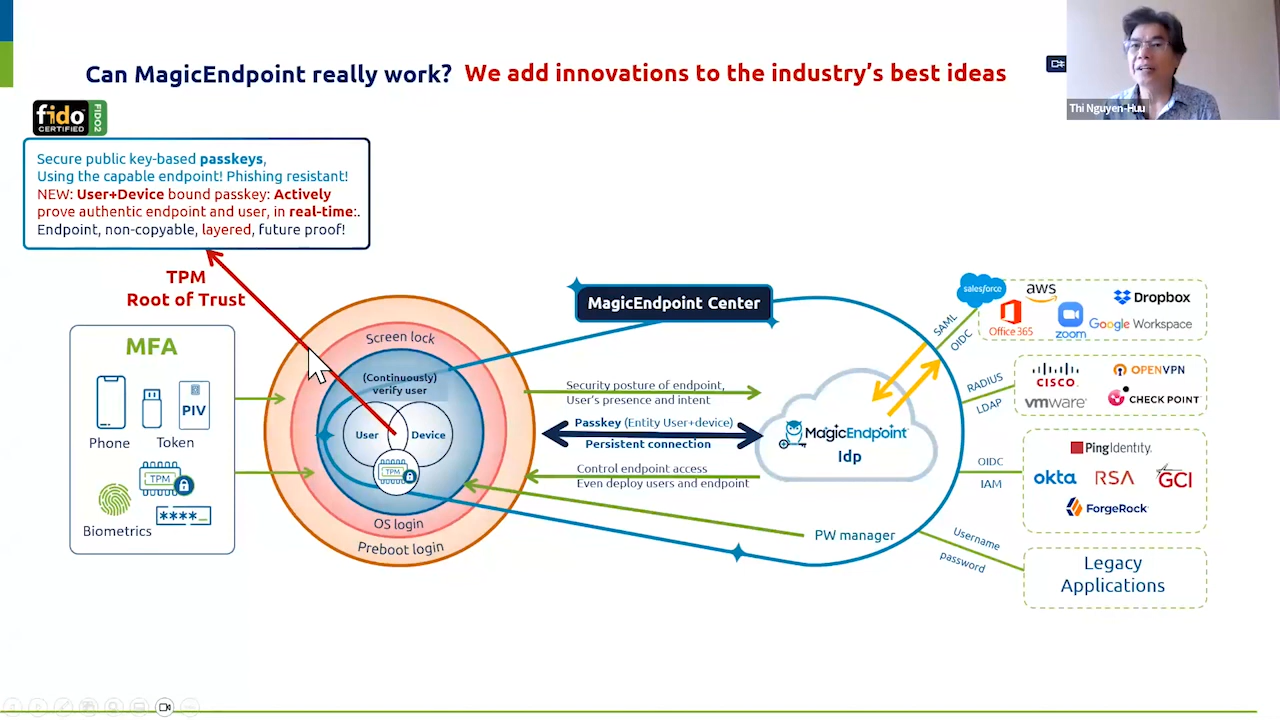 Can MagicEndpoint really work? We add innovations to the industry's best ideas
Thi Nguyen-Huu
fido
CERTIFIED
FIDO2
Secure public key-based passkeys,
Using the capable endpoint! Phishing resistant!
NEW: User+Device bound passkey: Actively
prove authentic endpoint and user, in real-time:.
Endpoint, non-copyable, layered, future proof!
TPM
Root of Trust
MFA
PIV
Phone
Token
TPM
Biometrics
****_
Screen lock
(Continuously)
verify user
User
Device
TPM
OS login
Preboot login
MagicEndpoint Center
Security posture of endpoint,
User's presence and intent
Passkey (Entity User+device)
Persistent connection
Control endpoint access
Even deploy users and endpoint
PW manager
MagicEndpoint
Idp
SAML
OIDC
salesforce
aws
Dropbox
Office 365
zoom
Google Workspace
RADIUS
LDAP
CISCO
OPENVPN
vmware
CHECK POINT
OIDC
IAM
PingIdentity.
okta
RSA
GCI
ForgeRock
Username
password
Legacy
Applications